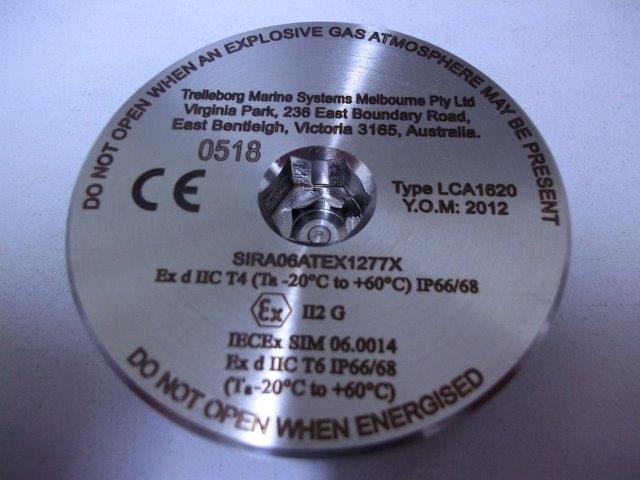 DO NOT OPEN WHEN AN EXPLOSIVE GAS ATMOSPHERE MAY BE PRESENT
Trelleborg Marine Systems Melbourne Pty Ltd
Virginia Park, 236 East Boundary Road,
East Bentleigh, Victoria 3165, Australia.
0518
CE
Type LCA1620
Y.O.M: 2012
SIRA06ATEX1277X
Ex d IIC T4 (Ta -20°C to +60°C) IP66/68
Ex II2 G
IECEx SIM 06.0014
Ex d IIC T6 IP66/68
(Ta-20°C to +60°C)
DO NOT OPEN WHEN ENERGISED